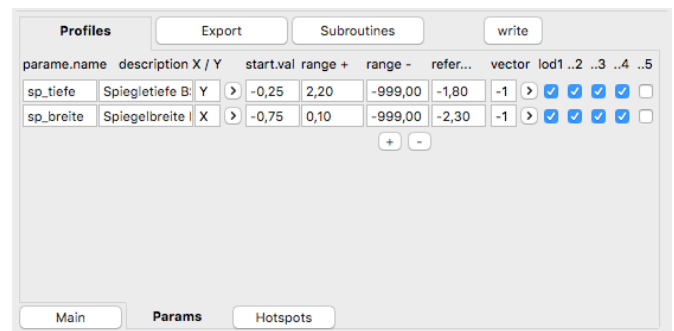 Profiles Export Subroutines write
parame.name description X / Y start.val range + range - refer... vector lod1 ..2 ..3 ..4 ..5
sp_tiefe Spiegletiefe B: Y > -0,25 2,20 -999,00 -1,80 -1 >
sp_breite Spiegelbreite X > -0,75 0,10 -999,00 -2,30 -1 >
+ -
Main Params Hotspots